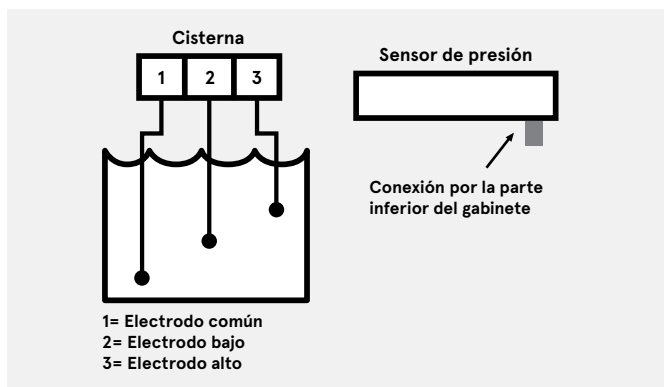 Cisterna
1 2 3
1= Electrodo común
2= Electrodo bajo
3= Electrodo alto
Sensor de presión
Conexión por la parte
inferior del gabinete